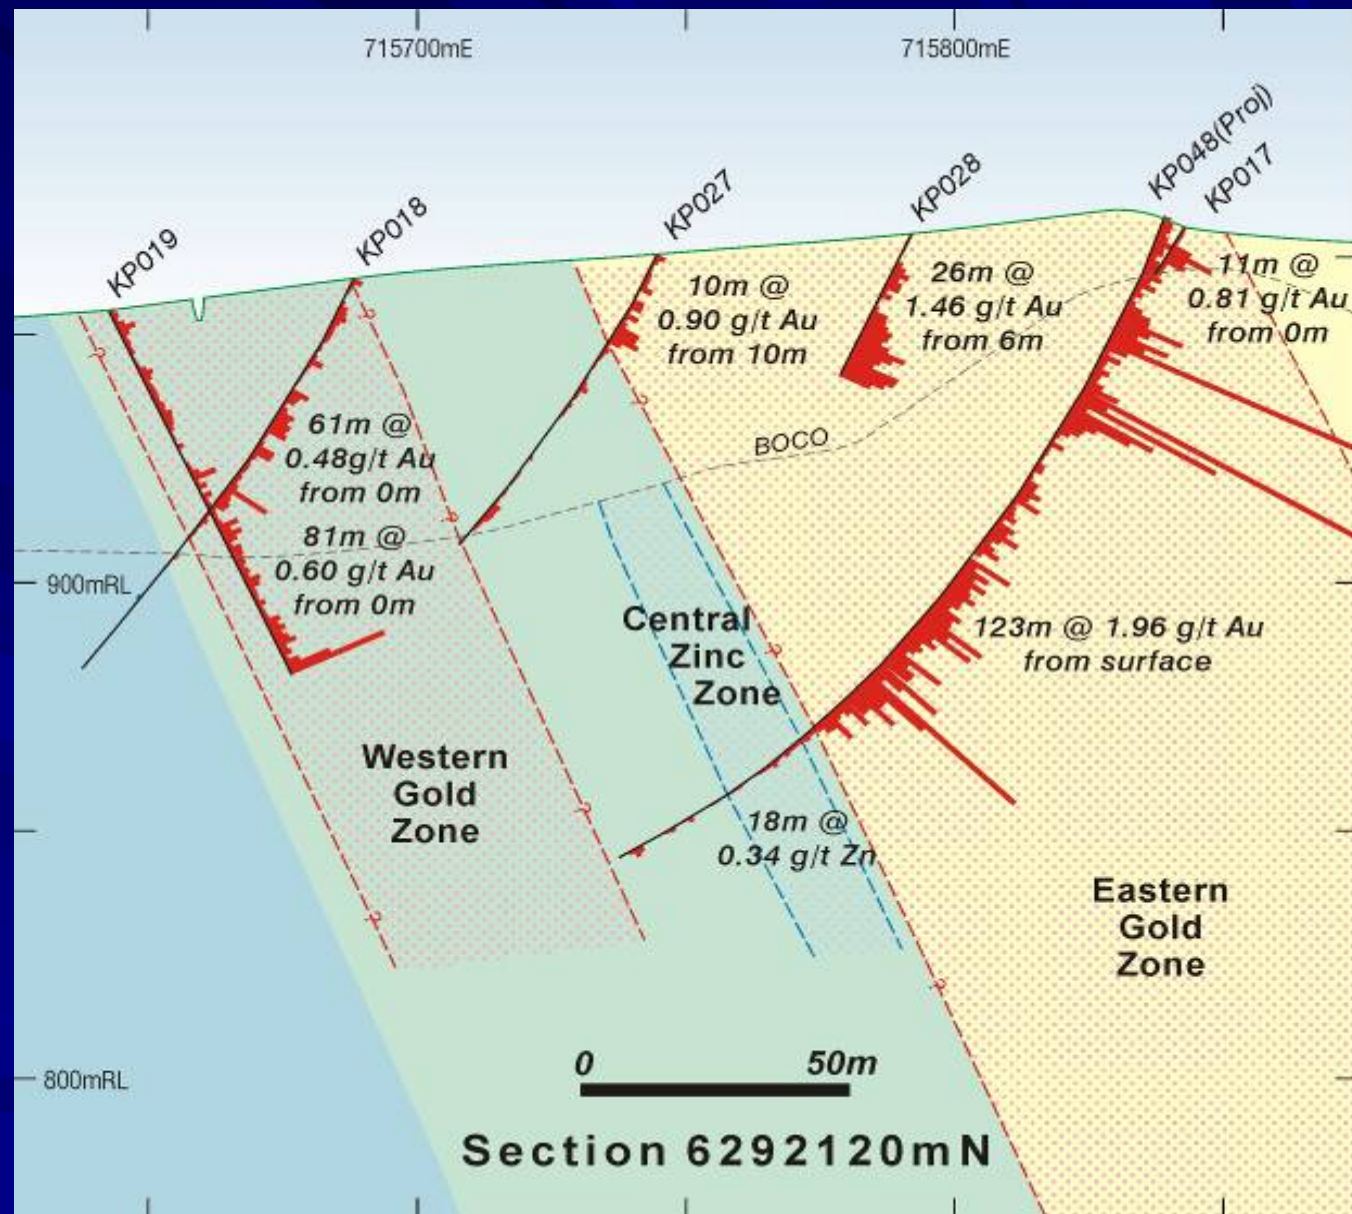 715700mE
715800mE
KP019
KP018
KP027
KP028
KP048(Proj)
KP017
10m @
0.90 g/t Au
from 10m
26m @
1.46 g/t Au
from 6m
11m @
0.81 g/t Au
from 0m
61m @
0.48g/t Au
from 0m
81m @
0.60 g/t Au
from 0m
BOCO
900mRL
Central
Zinc
Zone
123m @ 1.96 g/t Au
from surface
Western
Gold
Zone
18m @
0.34 g/t Zn
Eastern
Gold
Zone
?
?
?
?
?
?
?
?
?
0 50m
800mRL
Section 6292120mN